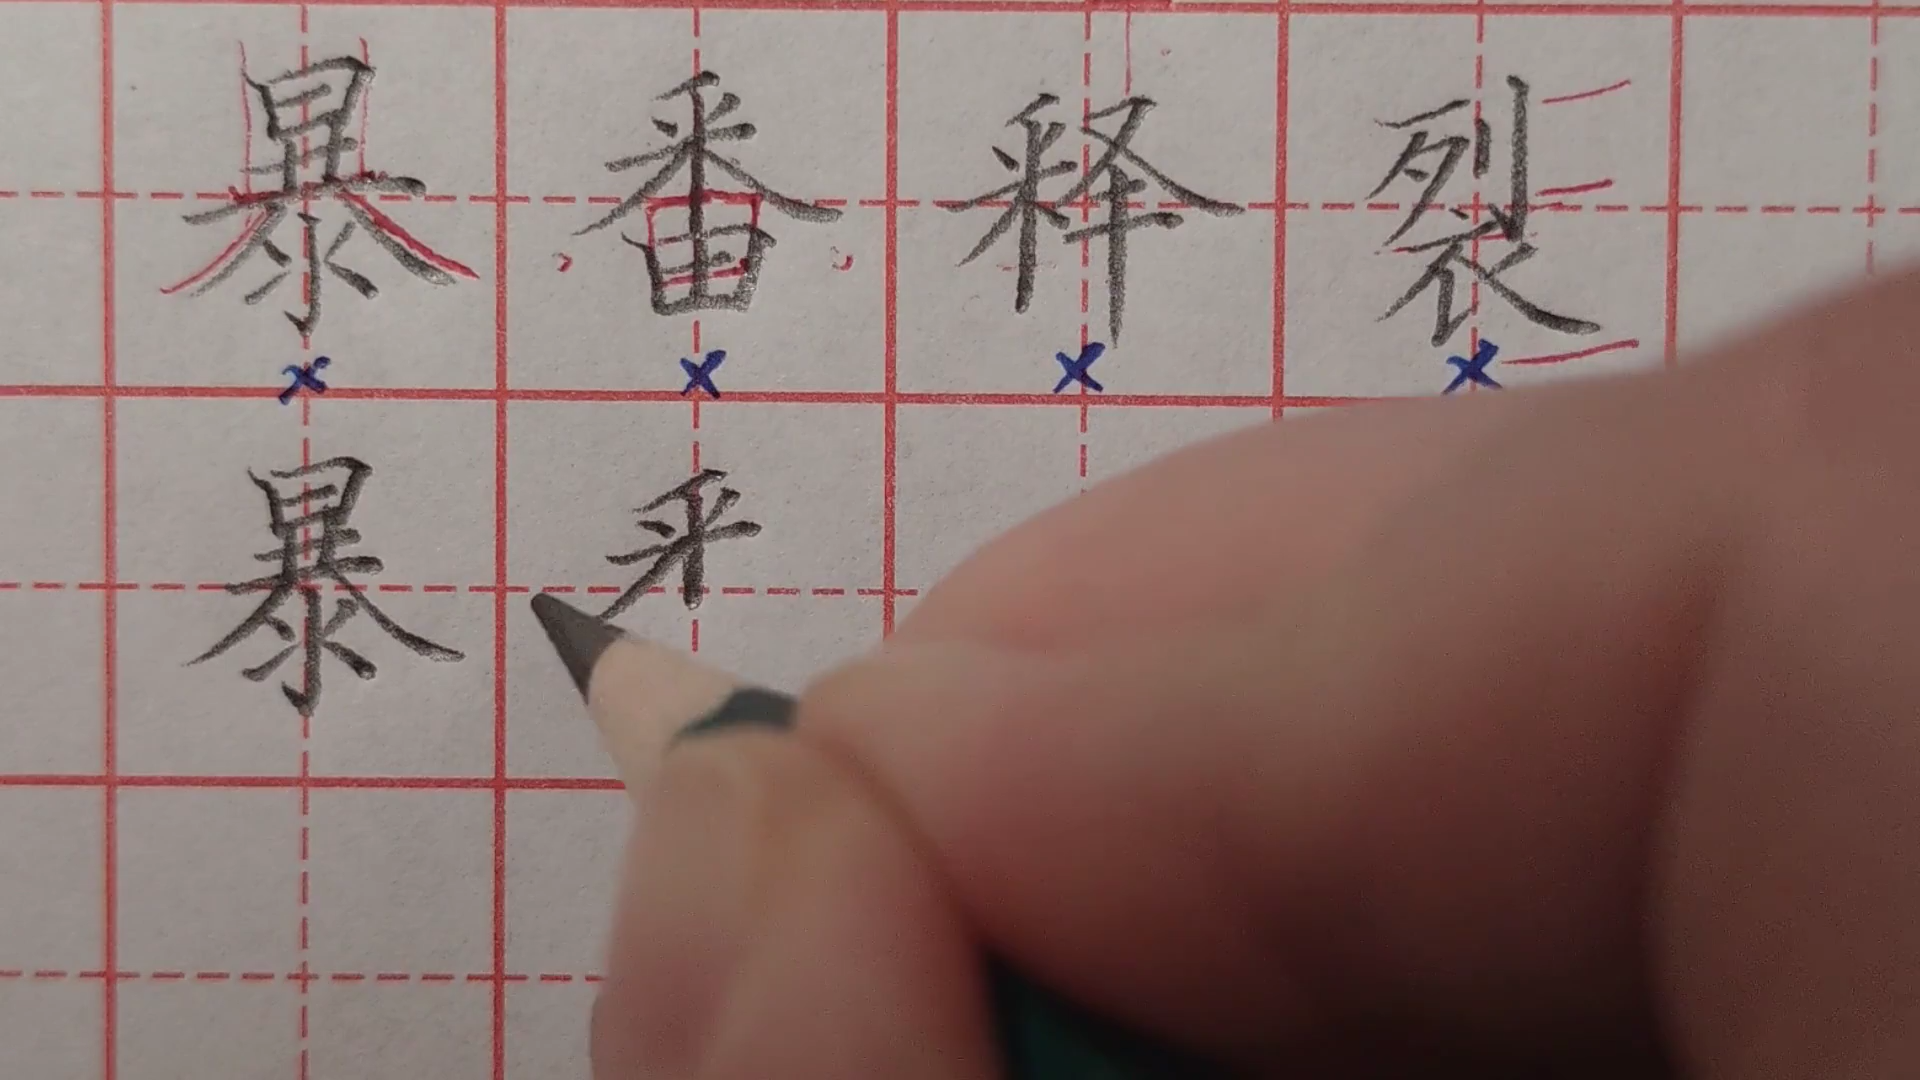 暴 番 释 裂
× × × ×
暴